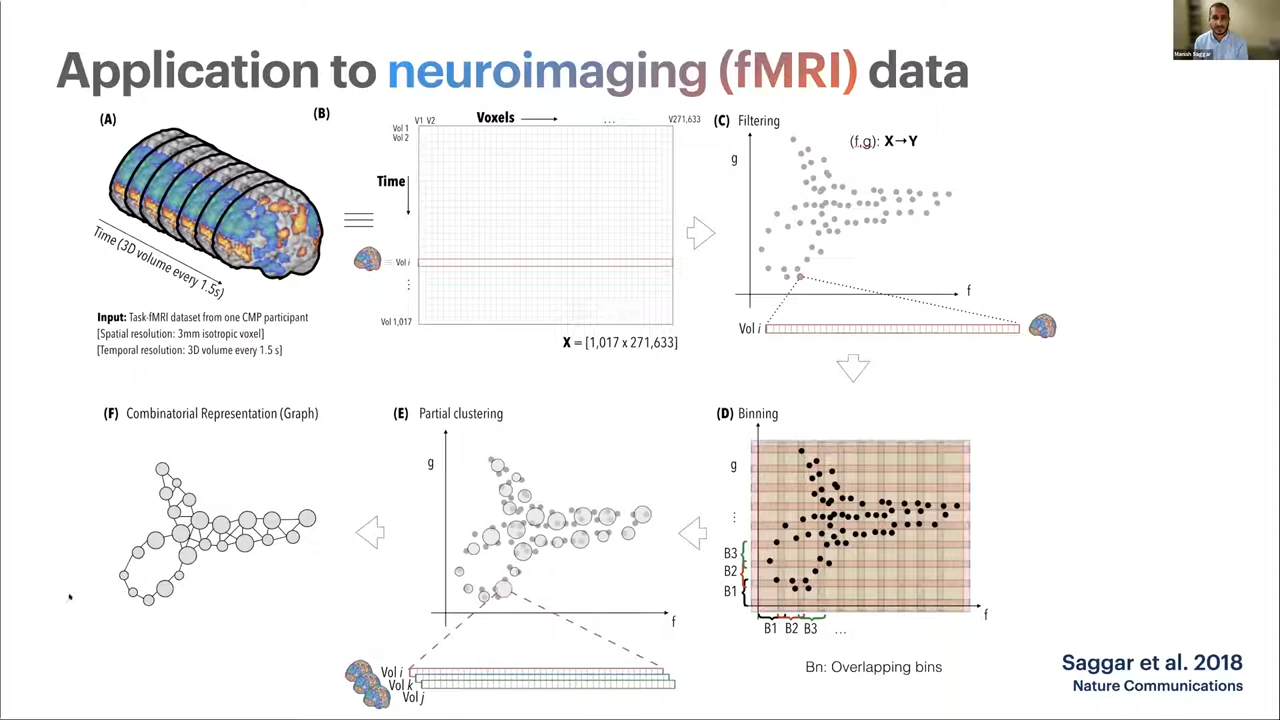 Manish Saggar
Application to neuroimaging (fMRI) data
(A)
Time (3D volume every 1.5s)
Input: Task-fMRI dataset from one CMP participant
[Spatial resolution: 3mm isotropic voxel]
[Temporal resolution: 3D volume every 1.5 s]
(B)
Voxels
V1 V2
...
V271,633
Vol 1
Vol 2
Time
Vol i
⋮
Vol 1,017
X = [1,017 x 271,633]
(C) Filtering
g
(f,g): X→Y
f
Vol i
(F) Combinatorial Representation (Graph)
(E) Partial clustering
g
f
Vol i
Vol k
Vol j
(D) Binning
g
⋮
B3
B2
B1
f
B1 B2 B3 ...
Bn: Overlapping bins
Saggar et al. 2018
Nature Communications